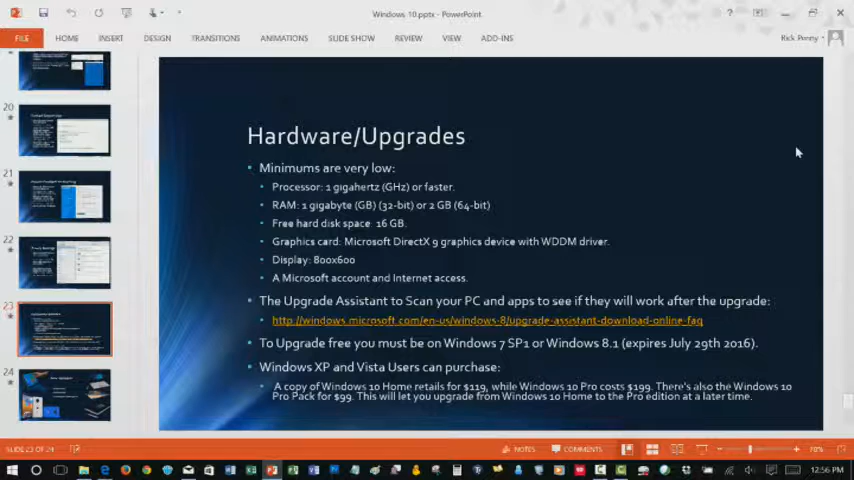 Windows 10.pptx - PowerPoint
FILE HOME INSERT DESIGN TRANSITIONS ANIMATIONS SLIDE SHOW REVIEW VIEW ADD-INS
Rick Penny
20
21
22
23
24
Hardware/Upgrades
Minimums are very low:
Processor: 1 gigahertz (GHz) or faster.
RAM: 1 gigabyte (GB) (32-bit) or 2 GB (64-bit)
Free hard disk space 16 GB.
Graphics card: Microsoft DirectX 9 graphics device with WDDM driver.
Display: 800x600
A Microsoft account and Internet access.
The Upgrade Assistant to Scan your PC and apps to see if they will work after the upgrade:
http://windows.microsoft.com/en-us/windows-8/upgrade-assistant-download-online-faq
To Upgrade free you must be on Windows 7 SP1 or Windows 8.1 (expires July 29th 2016).
Windows XP and Vista Users can purchase:
A copy of Windows 10 Home retails for $119, while Windows 10 Pro costs $199. There's also the Windows 10
Pro Pack for $99. This will let you upgrade from Windows 10 Home to the Pro edition at a later time.
SLIDE 23 OF 24
NOTES
COMMENTS
70%
12:56 PM